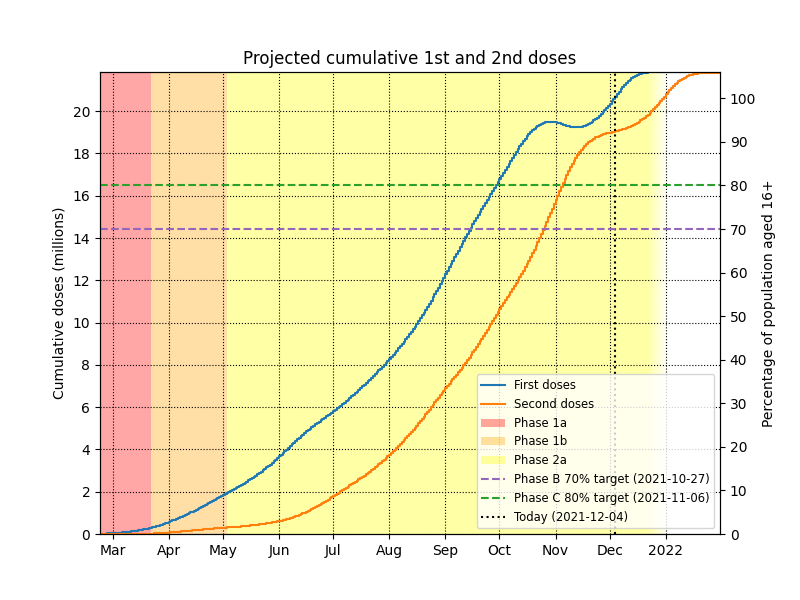 Projected cumulative 1st and 2nd doses
Cumulative doses (millions)
20
18
16
14
12
10
8
6
4
2
0
100
90
80
70
60
50
40
30
20
10
0
Percentage of population aged 16+
First doses
Second doses
Phase 1a
Phase 1b
Phase 2a
Phase B 70% target (2021-10-27)
Phase C 80% target (2021-11-06)
Today (2021-12-04)
Mar Apr May Jun Jul Aug Sep Oct Nov Dec 2022